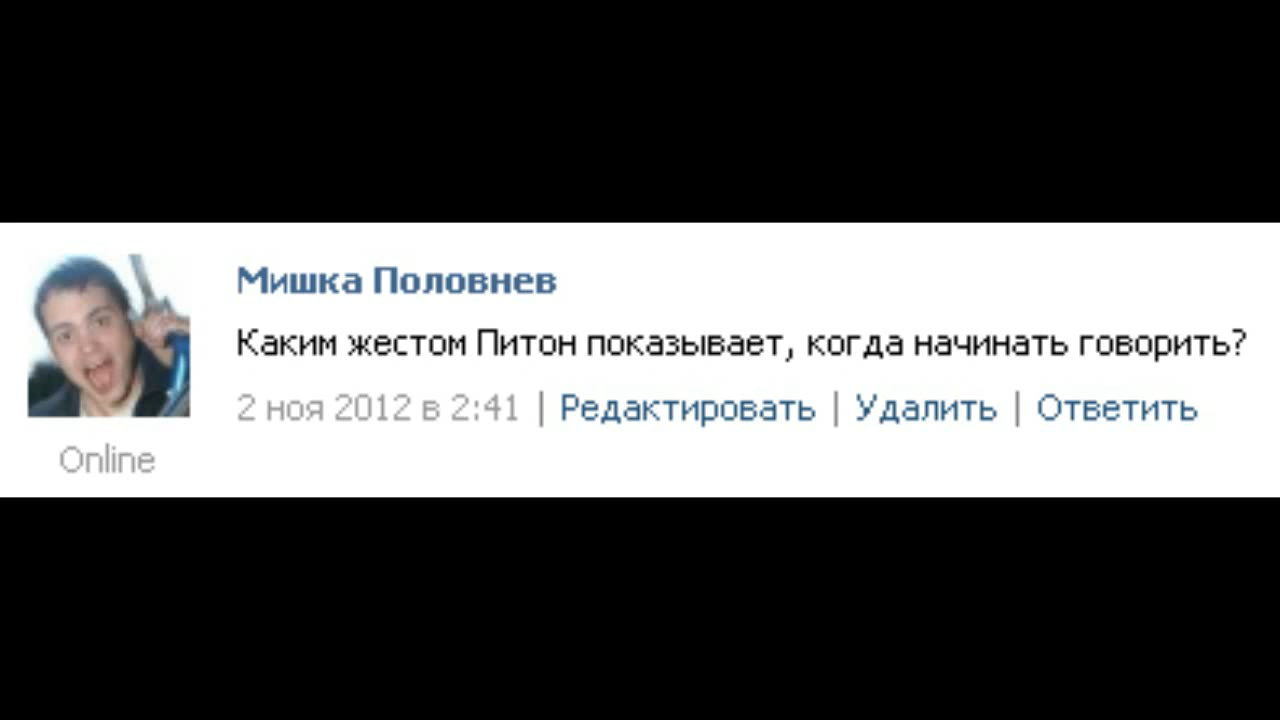 Мишка Половнев
Каким жестом Питон показывает, когда начинать говорить?
2 ноя 2012 в 2:41 | Редактировать | Удалить | Ответить
Online